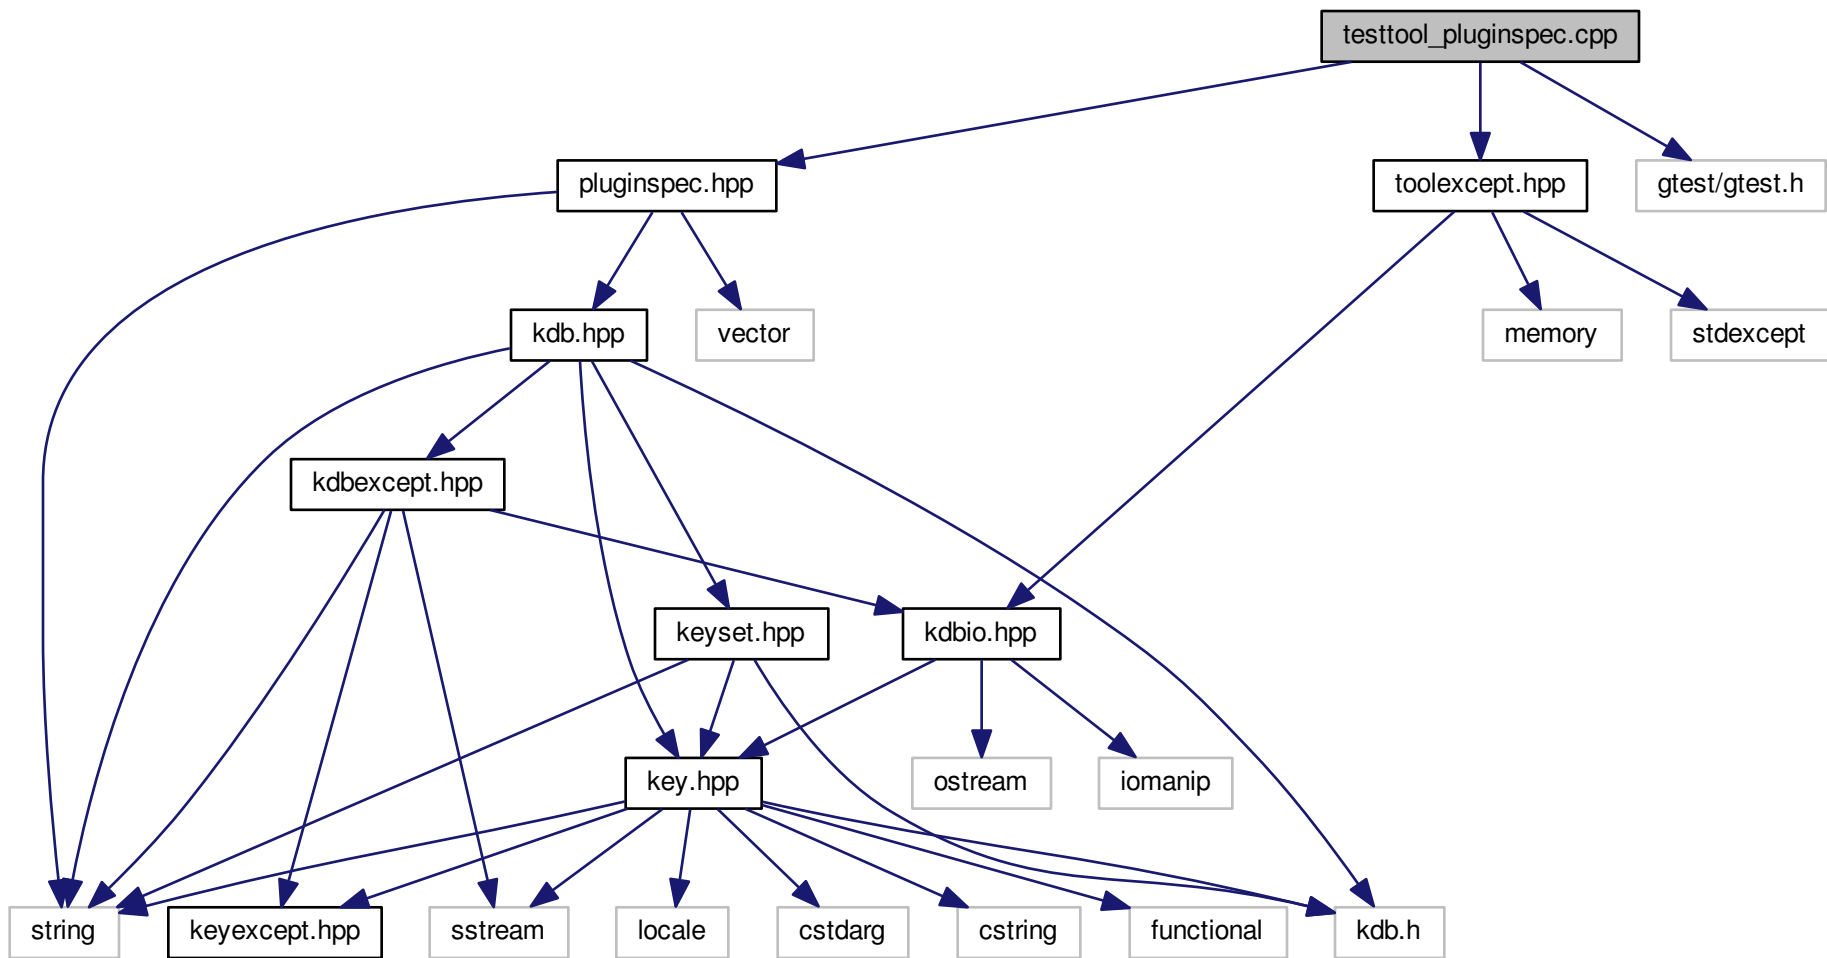 testtool_pluginspec.cpp
pluginspec.hpp
toolexcept.hpp
gtest/gtest.h
kdb.hpp
vector
memory
stdexcept
kdbexcept.hpp
keyset.hpp
kdbio.hpp
key.hpp
ostream
iomanip
string
keyexcept.hpp
sstream
locale
cstdarg
cstring
functional
kdb.h